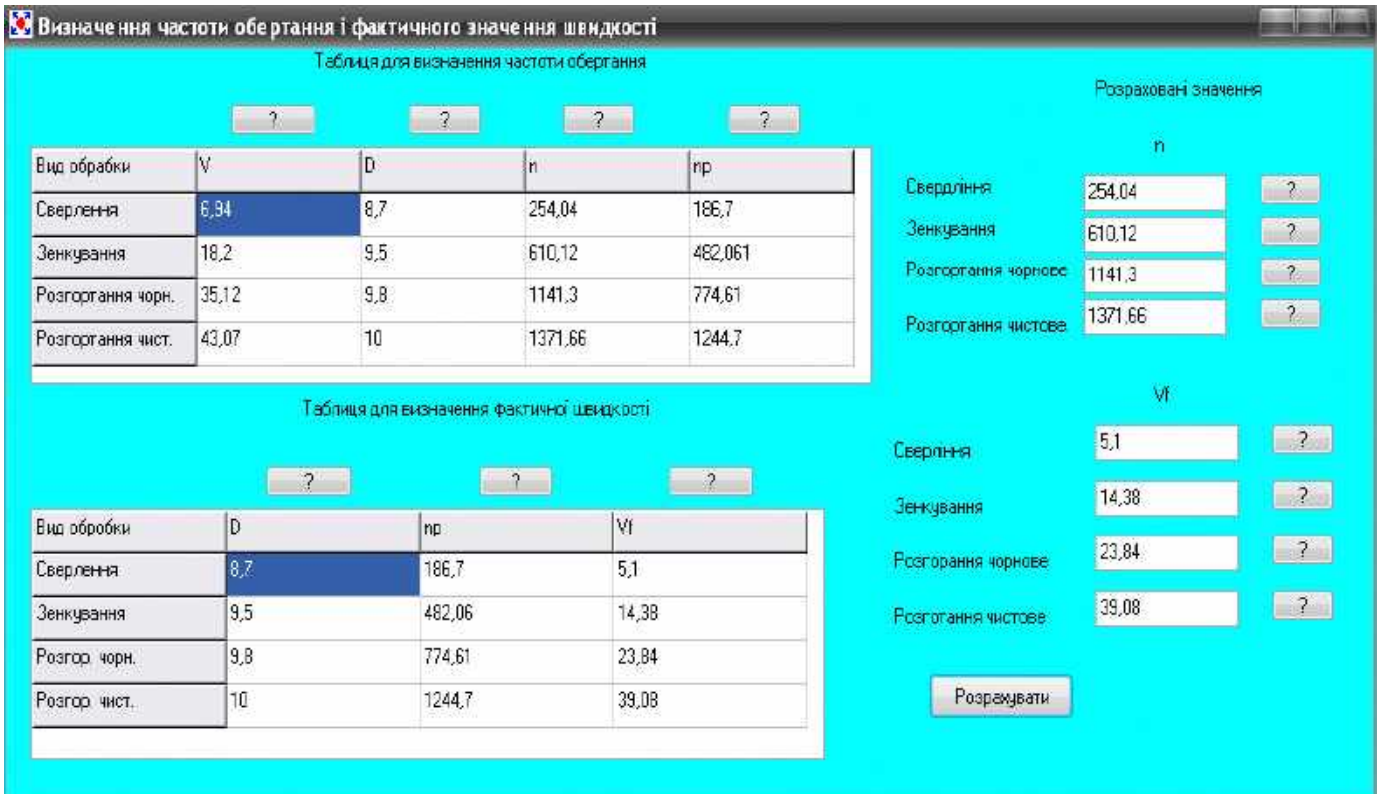 Визначення частоти обертання і фактичного значення швидкості
Таблиця для визначення частоти обертання
? ? ? ?
Вид обрабки V D n np
Сверлення 6,94 8,7 254,04 186,7
Зенкування 18,2 9,5 610,12 482,061
Розгортання чорн. 35,12 9,8 1141,3 774,61
Розгортання чист. 43,07 10 1371,66 1244,7
Таблиця для визначення фактичної швидкості
? ? ?
Вид обробки D np Vf
Сверлення 8,7 186,7 5,1
Зенкування 9,5 482,06 14,38
Розгор. чорн. 9,8 774,61 23,84
Розгор. чист. 10 1244,7 39,08
Розраховані значення
n
Свердління 254,04 ?
Зенкування 610,12 ?
Розгортання чорнове 1141,3 ?
Розгортання чистове 1371,66 ?
Vf
Сверління 5,1 ?
Зенкування 14,38 ?
Розгорання чорнове 23,84 ?
Розготання чистове 39,08 ?
Розрахувати